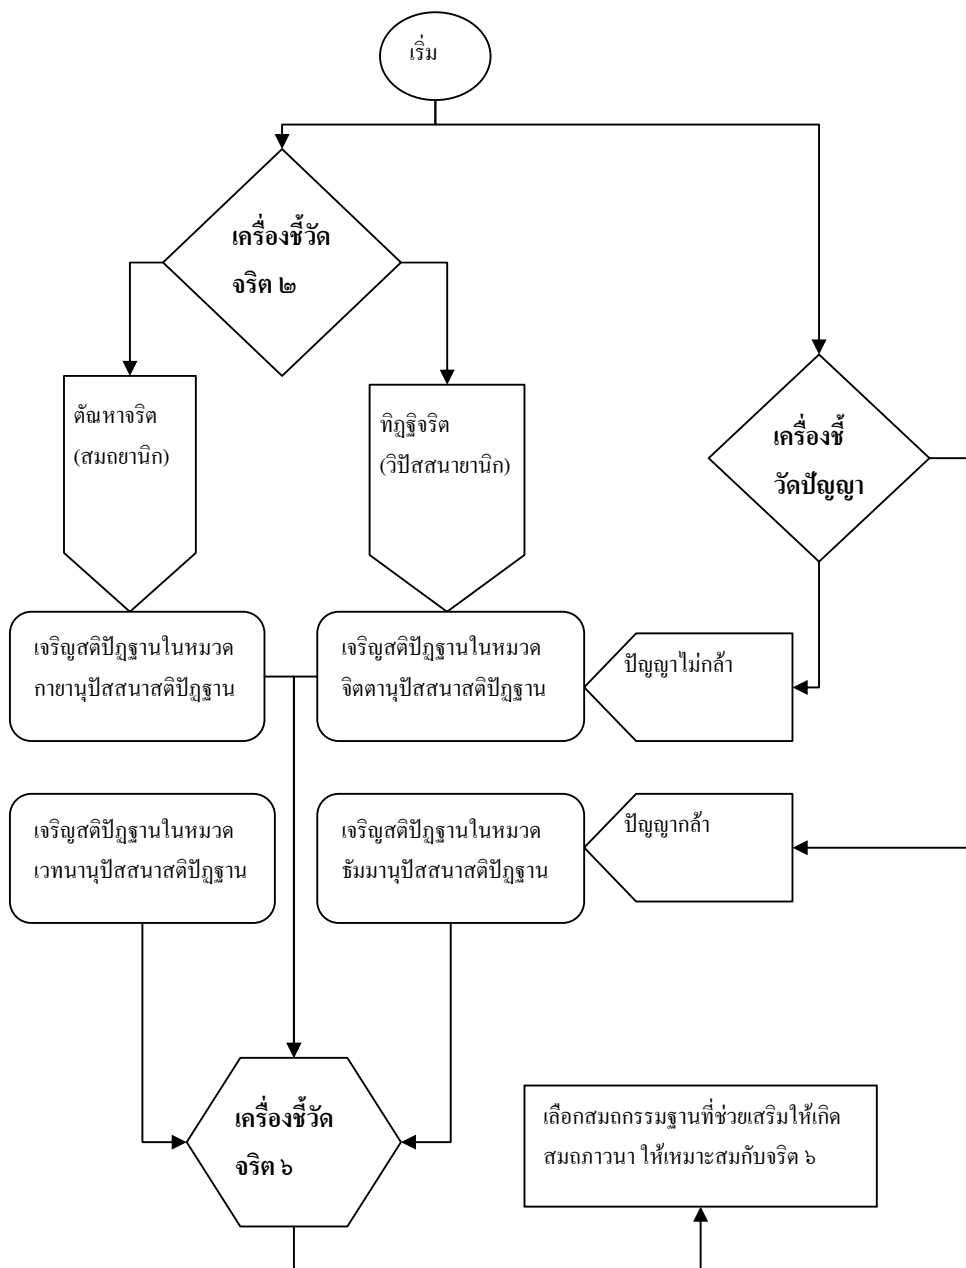 เริ่ม
เครื่องชี้วัด
จริต ๒
ตัณหาจริต
(สมถยานิก)
ทิฏฐิจริต
(วิปัสสนายานิก)
เครื่องชี้
วัดปัญญา
เจริญสติปัฏฐานในหมวด
กายานุปัสสนาสติปัฏฐาน
เจริญสติปัฏฐานในหมวด
จิตตานุปัสสนาสติปัฏฐาน
ปัญญาไม่กล้า
เจริญสติปัฏฐานในหมวด
เวทนานุปัสสนาสติปัฏฐาน
เจริญสติปัฏฐานในหมวด
ธัมมานุปัสสนาสติปัฏฐาน
ปัญญากล้า
เครื่องชี้วัด
จริต ๖
เลือกสมถกรรมฐานที่ช่วยเสริมให้เกิด
สมถภาวนา ให้เหมาะสมกับจริต ๖